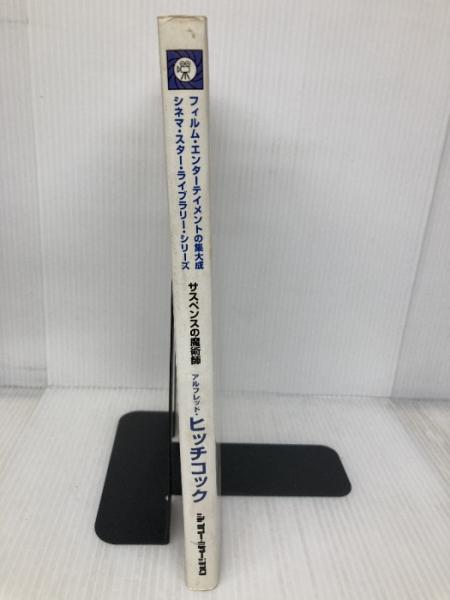 フィルム・エンターテイメントの集大成
シネマ・スター・ライブラリー・シリーズ
サスペンスの魔術師
アルフレッド・ヒッチコック